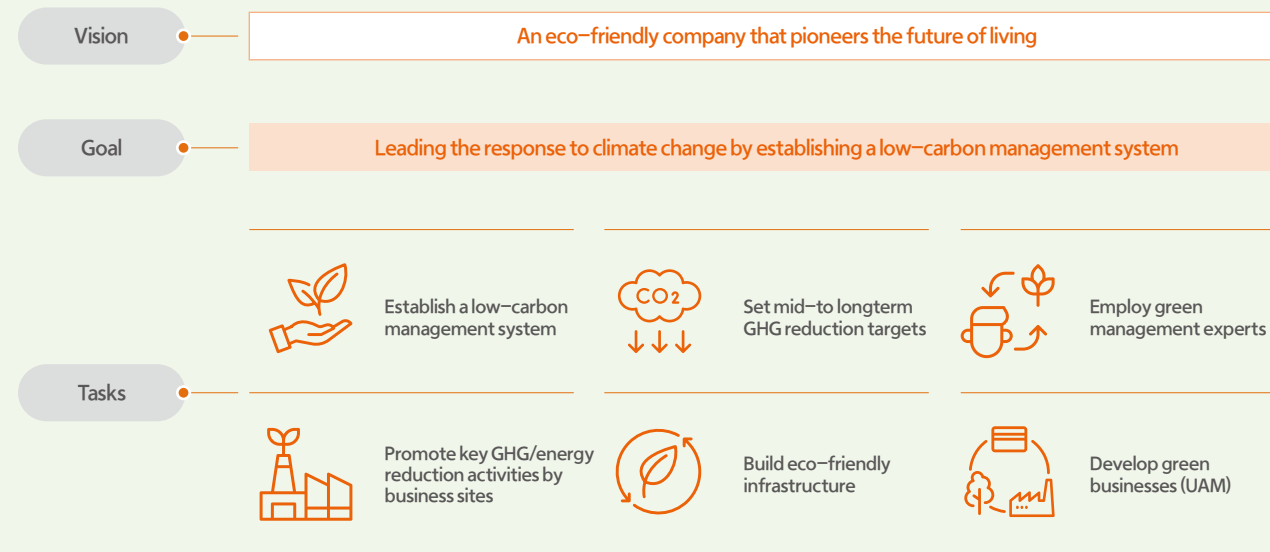 Vision
An eco-friendly company that pioneers the future of living
Goal
Leading the response to climate change by establishing a low-carbon management system
Establish a low-carbon
management system
CO2
Set mid-to longterm
GHG reduction targets
Employ green
management experts
Tasks
Promote key GHG/energy
reduction activities by
business sites
Build eco-friendly
infrastructure
Develop green
businesses (UAM)